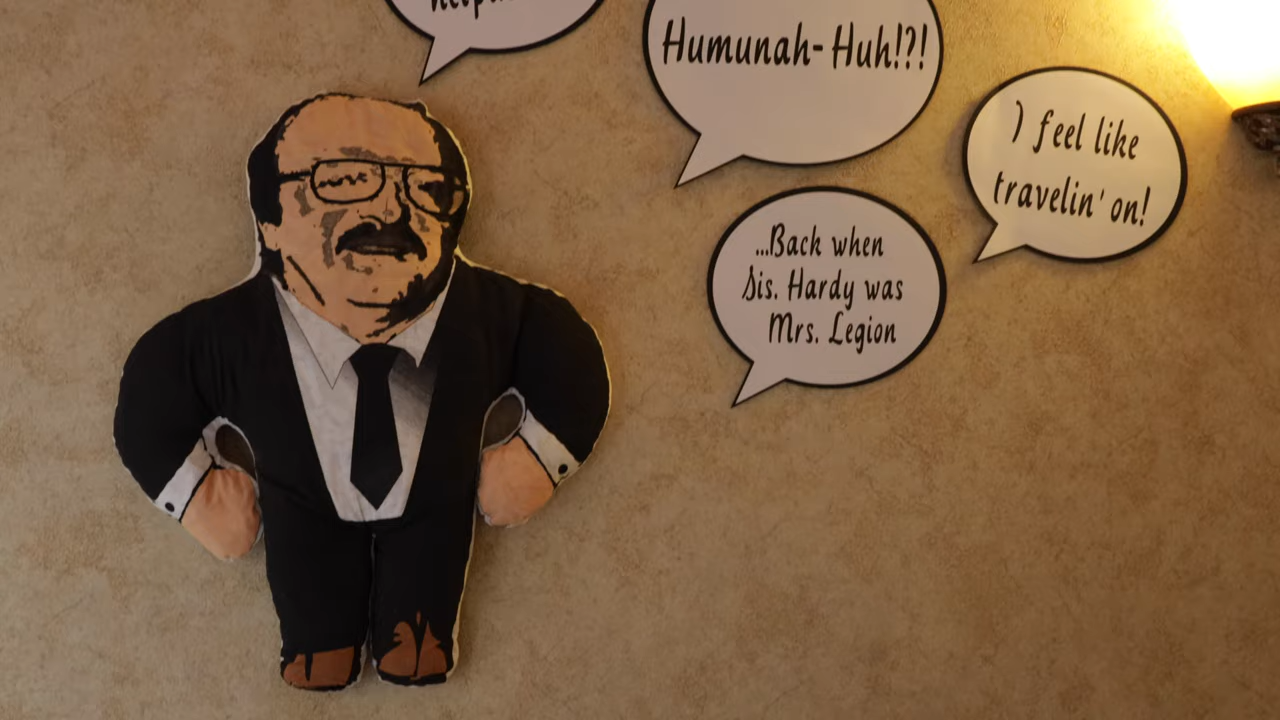 Humunah-Huh!?!
I feel like
travelin' on!
...Back when
Sis. Hardy was
Mrs. Legion